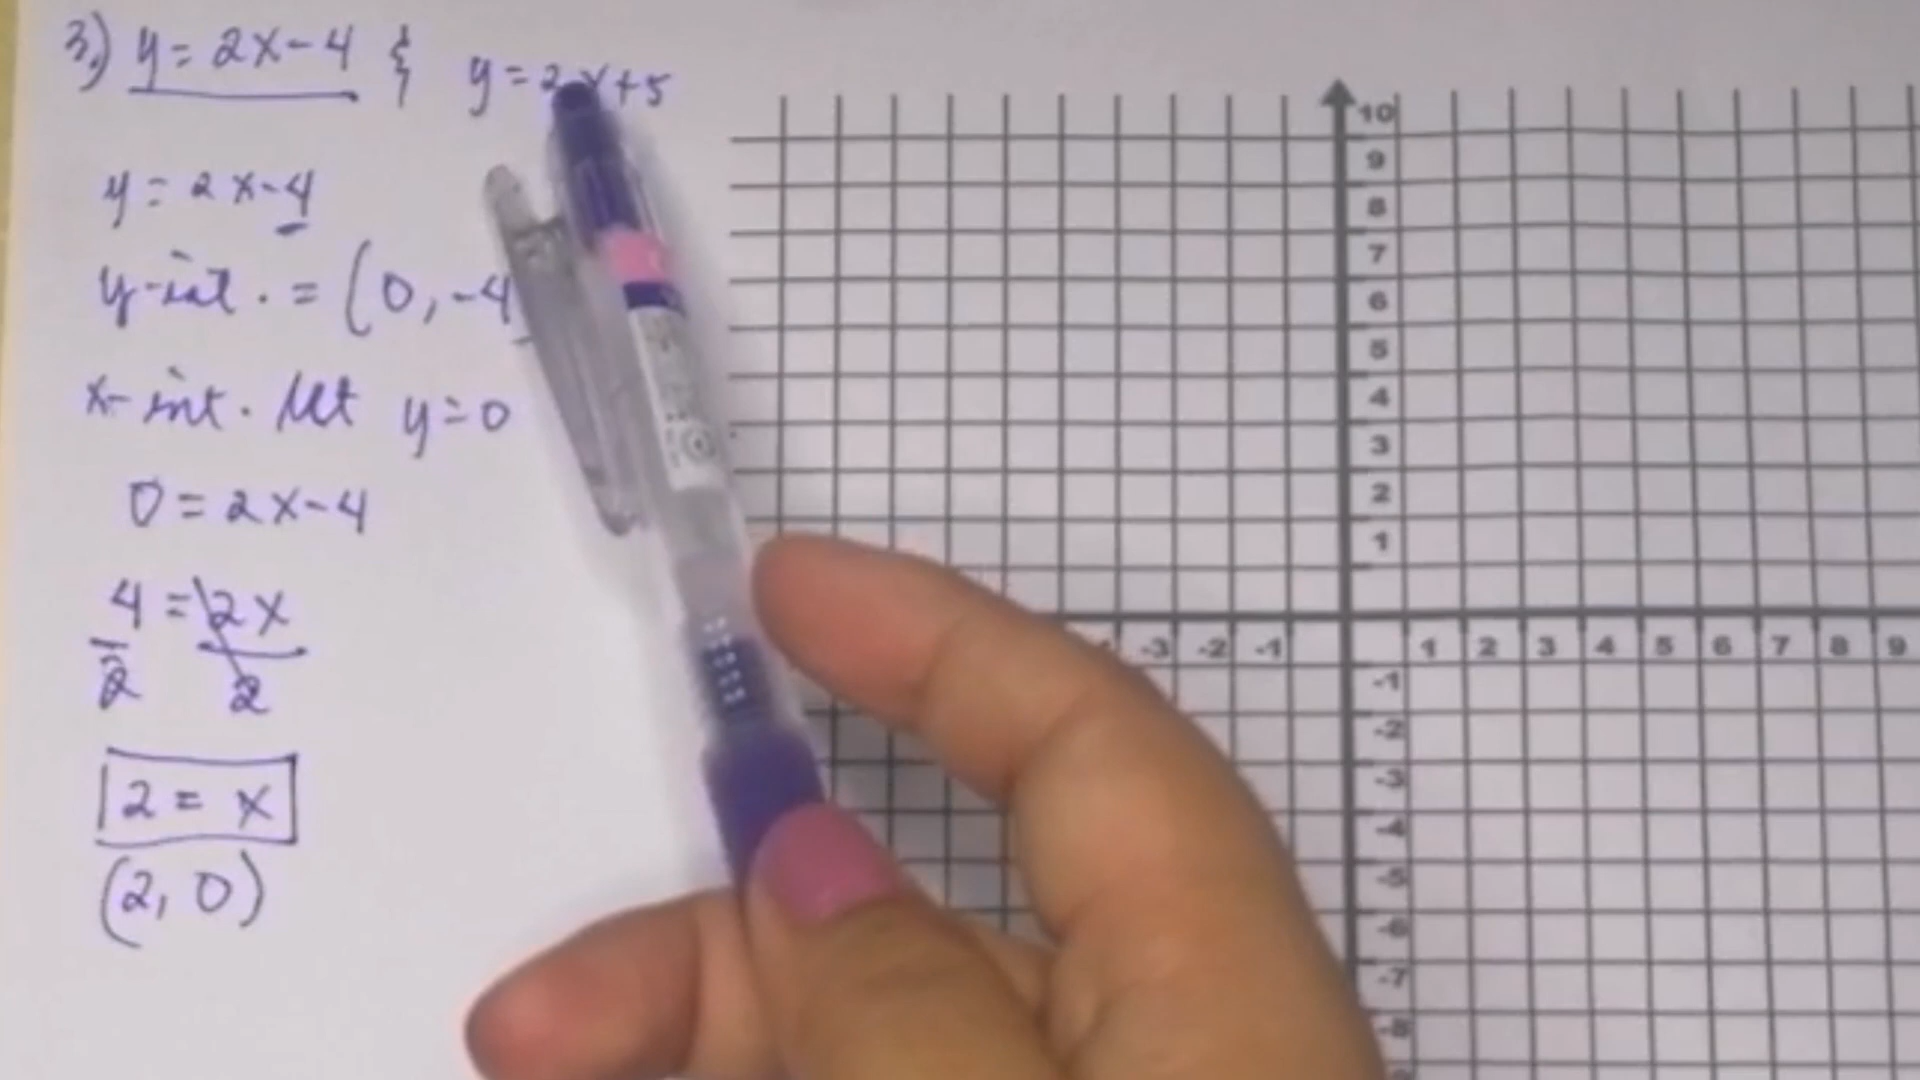 3.) y = 2x - 4 & y = 2x + 5
y = 2x - 4
y-int. = (0, -4
x-int. let y = 0
0 = 2x - 4
4 = 2x
2 2
2 = x
(2, 0)
10
9
8
7
6
5
4
3
2
1
-3 -2 -1 1 2 3 4 5 6 7 8 9
-1
-2
-3
-4
-5
-6
-7
-8